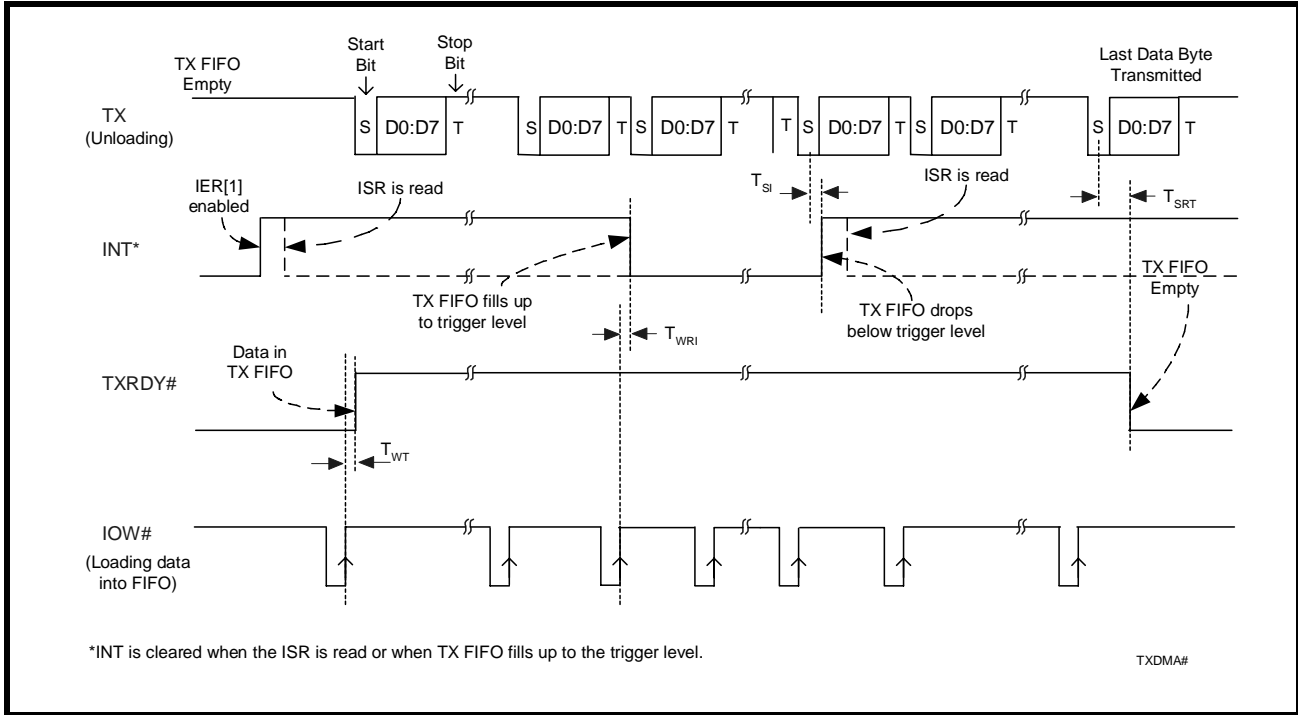 Start
Bit
Stop
Bit
TX FIFO
Empty
Last Data Byte
Transmitted
TX
(Unloading)
S D0:D7 T S D0:D7 T S D0:D7 T T S D0:D7 T S D0:D7 T S D0:D7 T
IER[1]
enabled
ISR is read
TSI
ISR is read
TSRT
INT*
TX FIFO fills up
to trigger level
TX FIFO drops
below trigger level
TX FIFO
Empty
TWRI
Data in
TX FIFO
TXRDY#
TWT
IOW#
(Loading data
into FIFO)
*INT is cleared when the ISR is read or when TX FIFO fills up to the trigger level.
TXDMA#